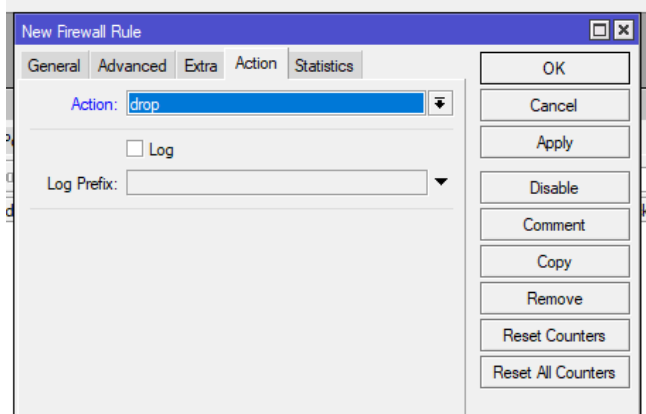 New Firewall Rule
General Advanced Extra Action Statistics
Action: drop
Log
Log Prefix:
OK
Cancel
Apply
Disable
Comment
Copy
Remove
Reset Counters
Reset All Counters